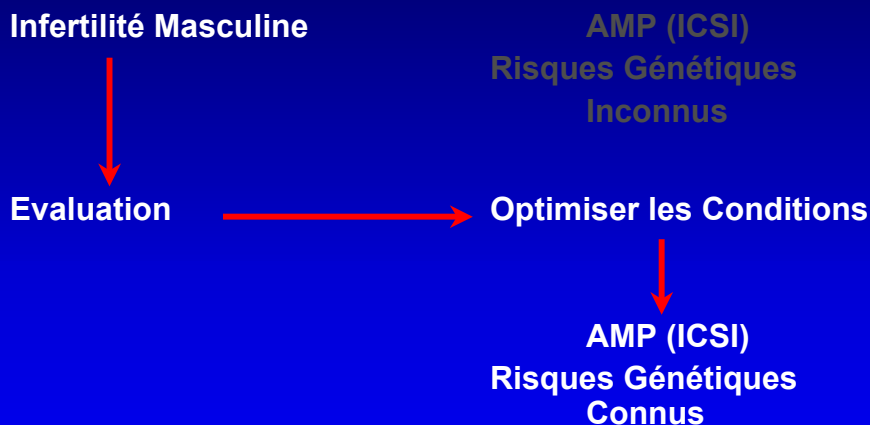 Infertilité Masculine
AMP (ICSI)
Risques Génétiques
Inconnus
Evaluation
Optimiser les Conditions
AMP (ICSI)
Risques Génétiques
Connus